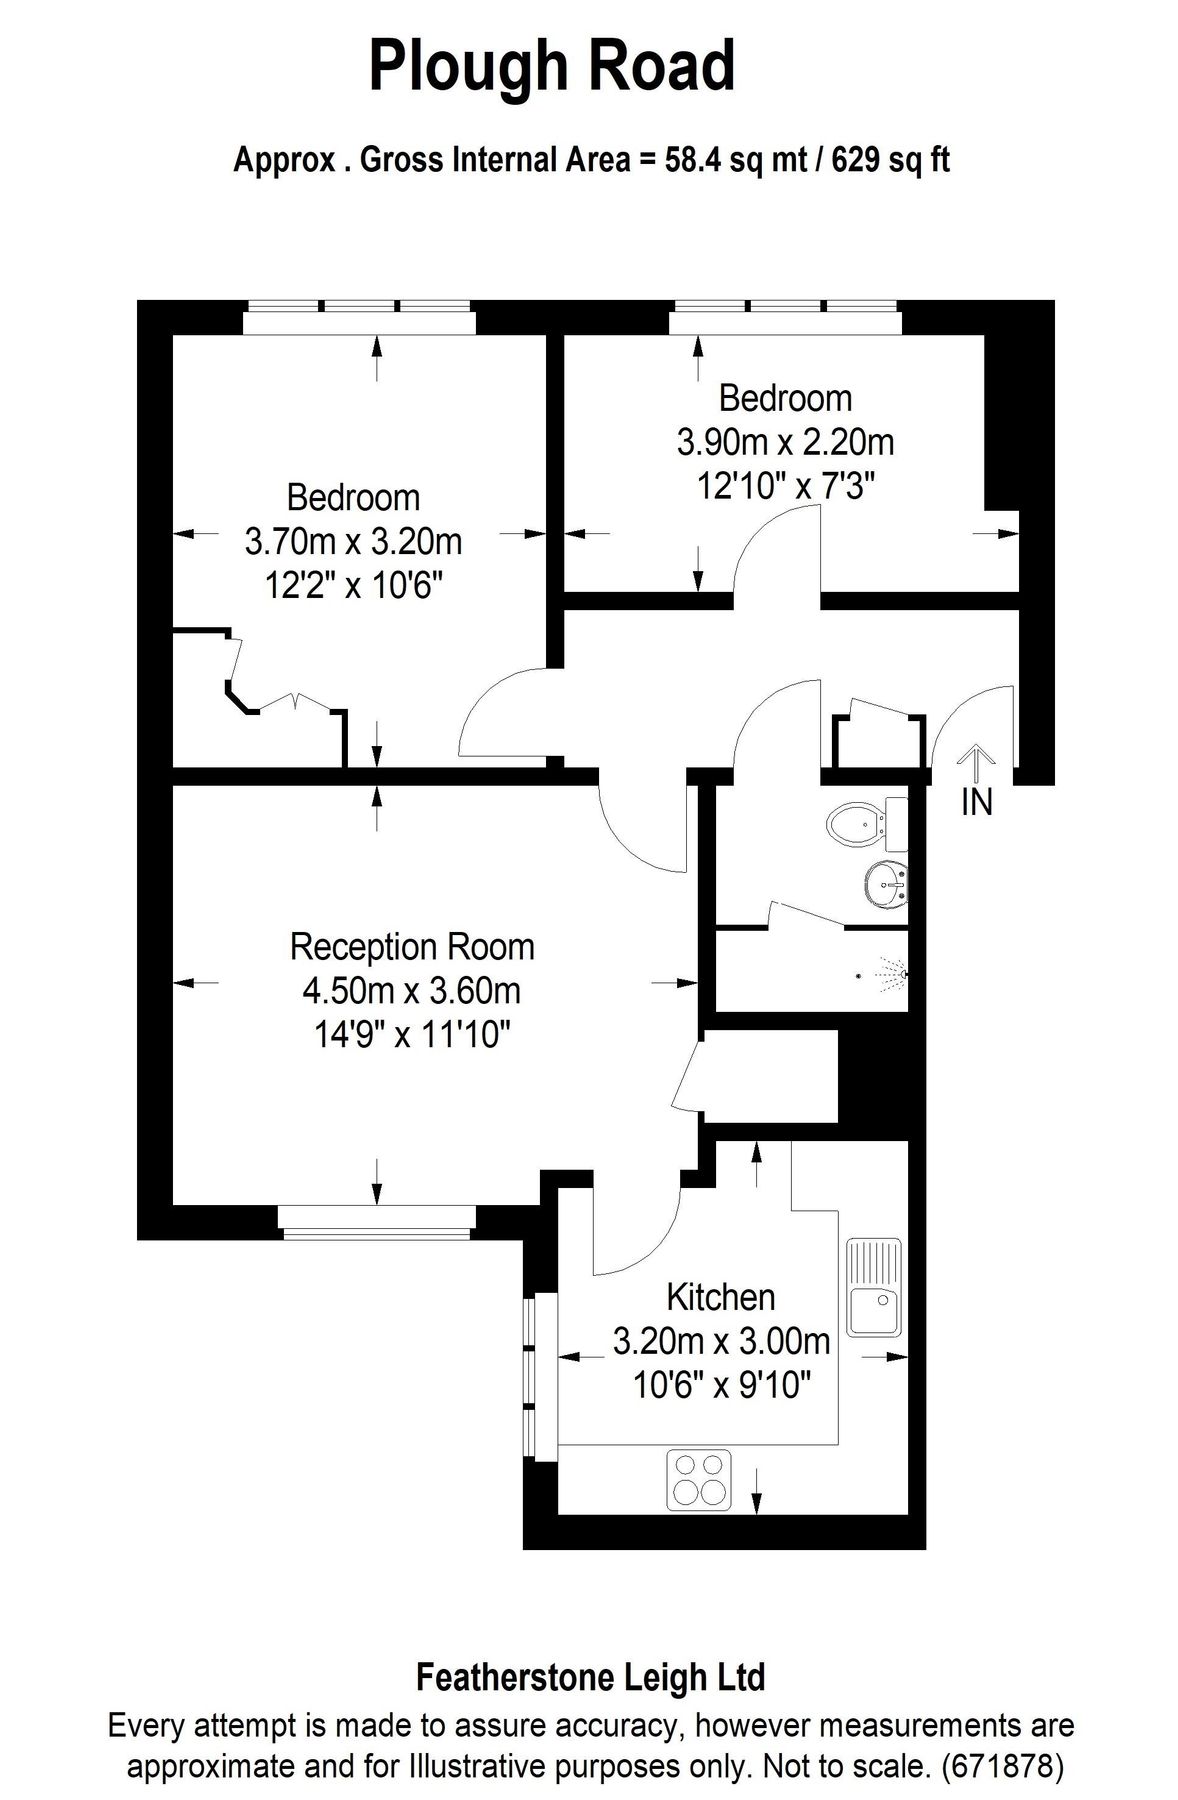 Plough Road
Approx . Gross Internal Area = 58.4 sq mt / 629 sq ft
Bedroom
3.90m x 2.20m
12'10" x 7'3"
Bedroom
3.70m x 3.20m
12'2" x 10'6"
IN
Reception Room
4.50m x 3.60m
14'9" x 11'10"
Kitchen
3.20m x 3.00m
10'6" x 9'10"
Featherstone Leigh Ltd
Every attempt is made to assure accuracy, however measurements are
approximate and for Illustrative purposes only. Not to scale. (671878)